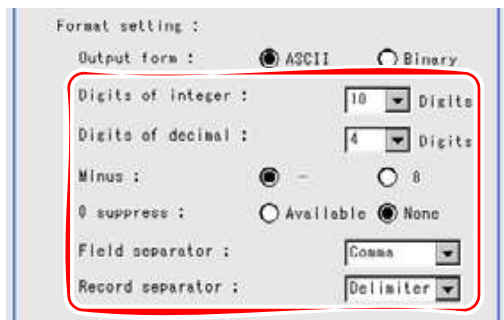 Format setting :
Output form : ASCII Binary
Digits of integer : 10 Digits
Digits of decimal : 4 Digits
Minus : - 8
0 suppress : Available None
Field separator : Comma
Record separator : Delimiter